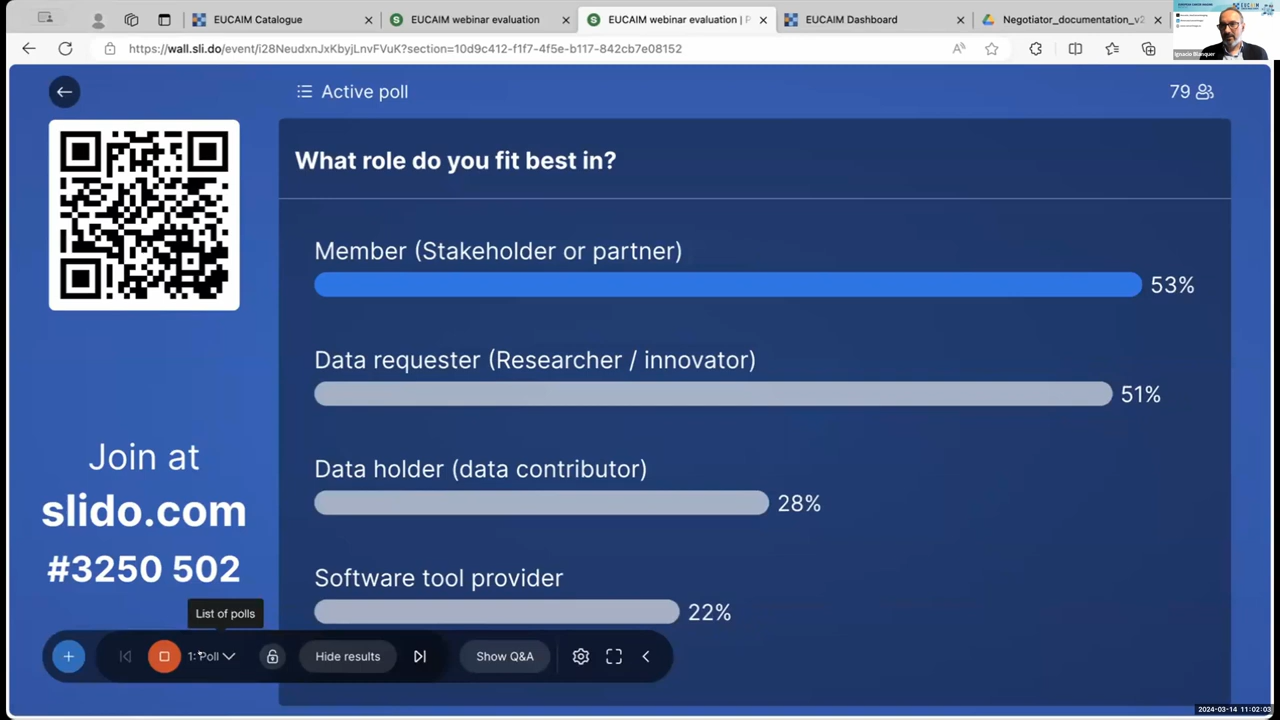 EUCAIM Catalogue
EUCAIM webinar evaluation
EUCAIM webinar evaluation | P
EUCAIM Dashboard
Negotiator_documentation_v2
https://wall.sli.do/event/i28NeudxnJxKbyjLnvFVuK?section=10d9c412-f1f7-4f5e-b117-842cb7e08152
Ignacio Blanquer
Active poll
79
What role do you fit best in?
Member (Stakeholder or partner)
53%
Data requester (Researcher / innovator)
51%
Data holder (data contributor)
28%
Software tool provider
22%
Join at
slido.com
#3250 502
List of polls
1: Poll
Hide results
Show Q&A
2024-03-14 11:02:03